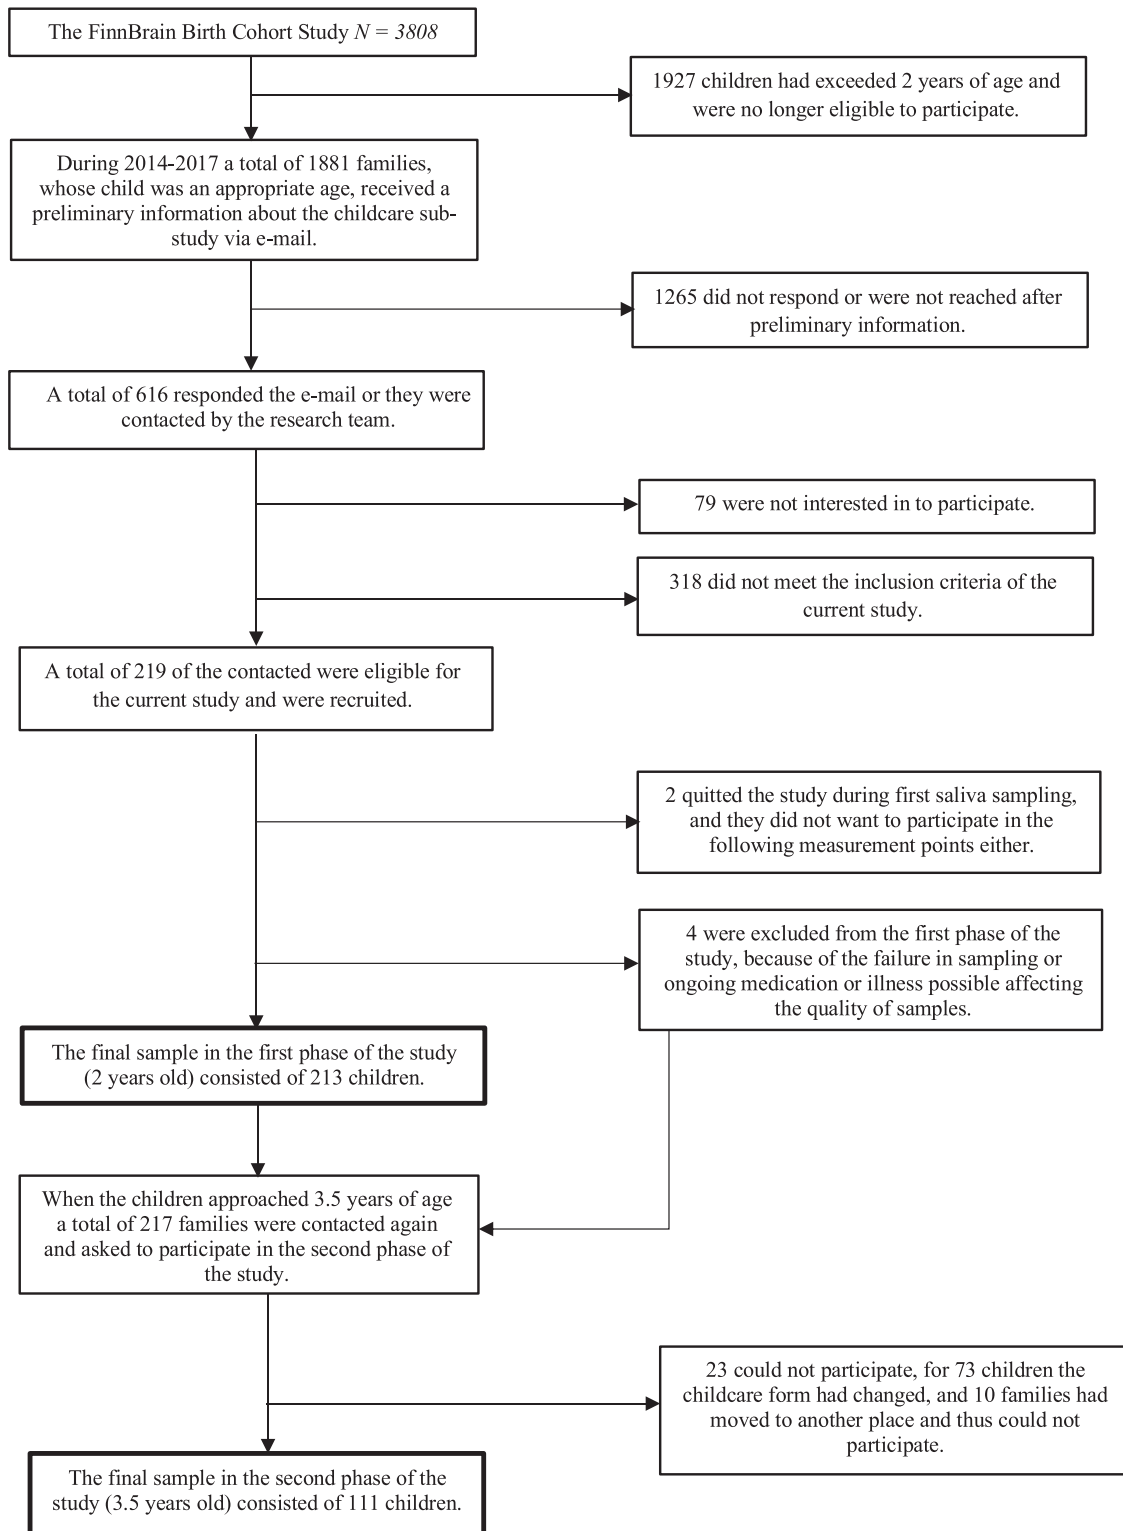 The FinnBrain Birth Cohort Study N = 3808
1927 children had exceeded 2 years of age and
were no longer eligible to participate.
During 2014-2017 a total of 1881 families,
whose child was an appropriate age, received a
preliminary information about the childcare sub-
study via e-mail.
1265 did not respond or were not reached after
preliminary information.
A total of 616 responded the e-mail or they were
contacted by the research team.
79 were not interested in to participate.
318 did not meet the inclusion criteria of the
current study.
A total of 219 of the contacted were eligible for
the current study and were recruited.
2 quitted the study during first saliva sampling,
and they did not want to participate in the
following measurement points either.
4 were excluded from the first phase of the
study, because of the failure in sampling or
ongoing medication or illness possible affecting
the quality of samples.
The final sample in the first phase of the study
(2 years old) consisted of 213 children.
When the children approached 3.5 years of age
a total of 217 families were contacted again
and asked to participate in the second phase of
the study.
23 could not participate, for 73 children the
childcare form had changed, and 10 families had
moved to another place and thus could not
participate.
The final sample in the second phase of the
study (3.5 years old) consisted of 111 children.